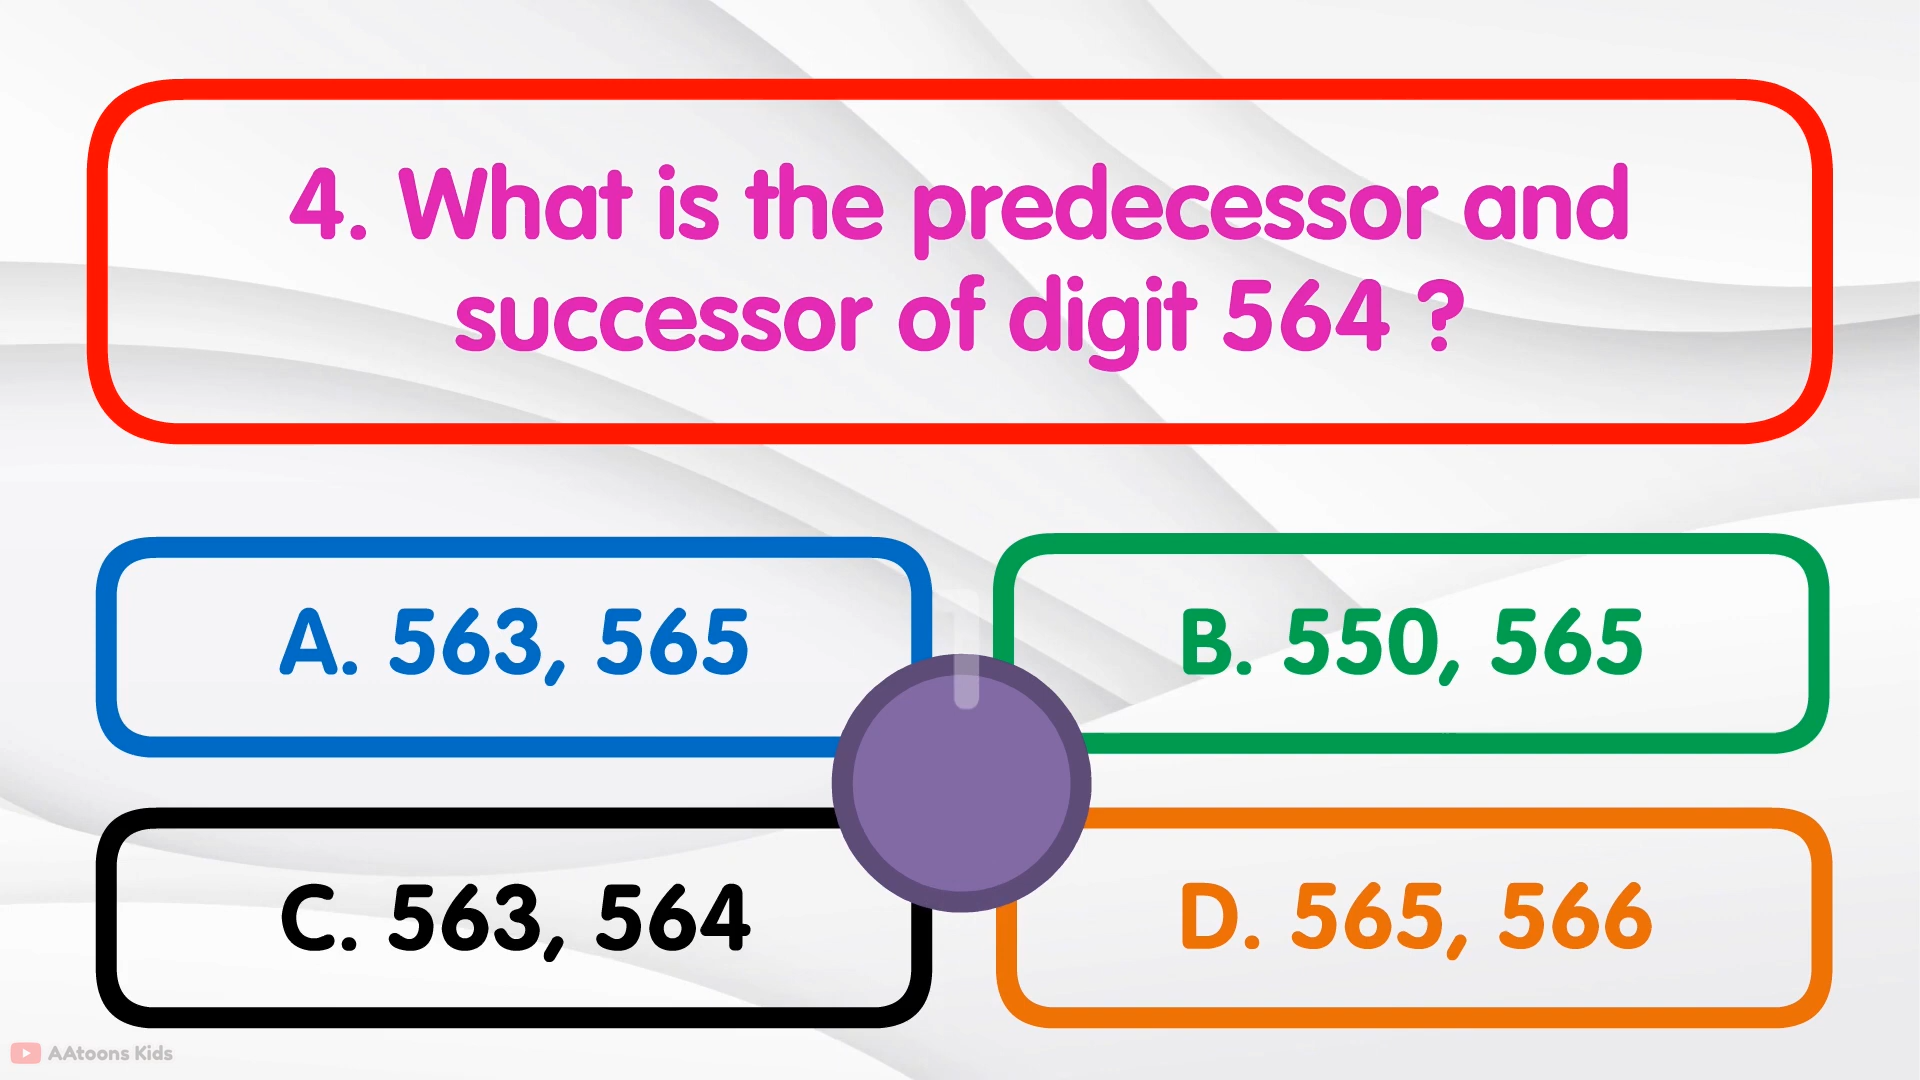 4. What is the predecessor and
successor of digit 564 ?
A. 563, 565
B. 550, 565
C. 563, 564
D. 565, 566
AAtoons Kids